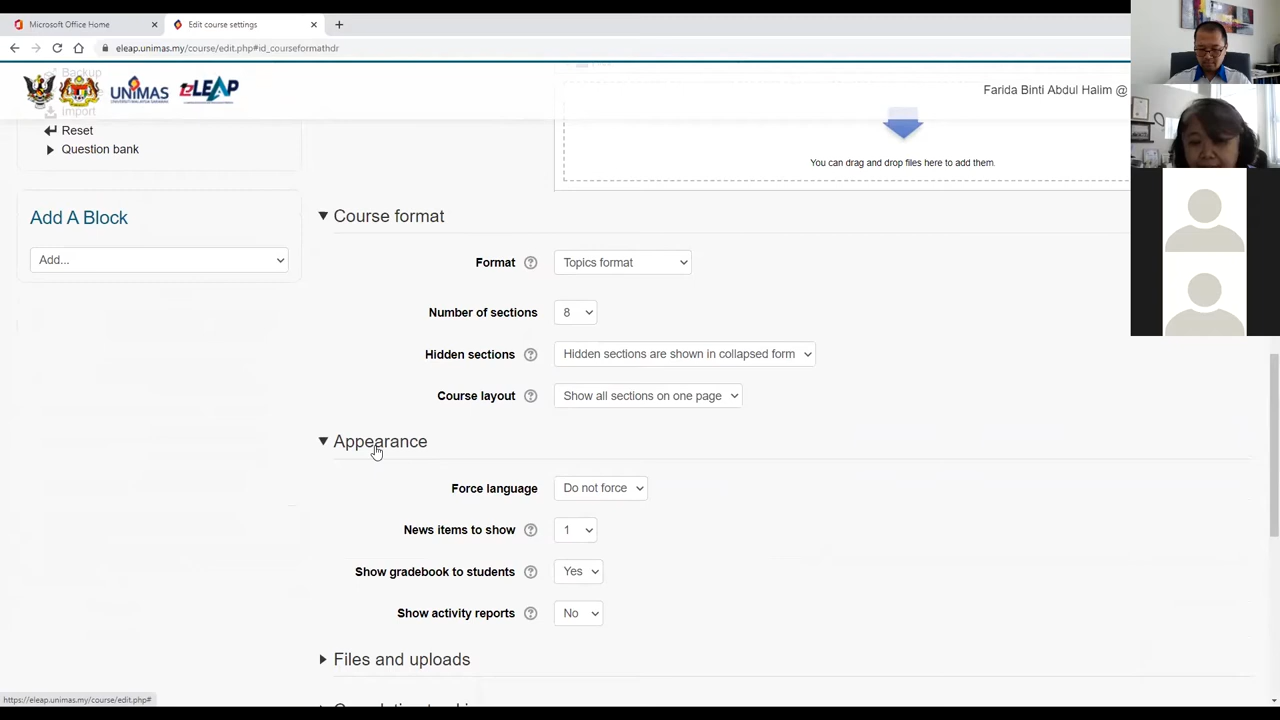 Microsoft Office Home
Edit course settings
eleap.unimas.my/course/edit.php#id_courseformathdr
Backup
UNIMAS
eLEAP
Farida Binti Abdul Halim @
Import
Reset
Question bank
You can drag and drop files here to add them.
Add A Block
Add...
Course format
Format
Topics format
Number of sections
8
Hidden sections
Hidden sections are shown in collapsed form
Course layout
Show all sections on one page
Appearance
Force language
Do not force
News items to show
1
Show gradebook to students
Yes
Show activity reports
No
Files and uploads
https://eleap.unimas.my/course/edit.php#